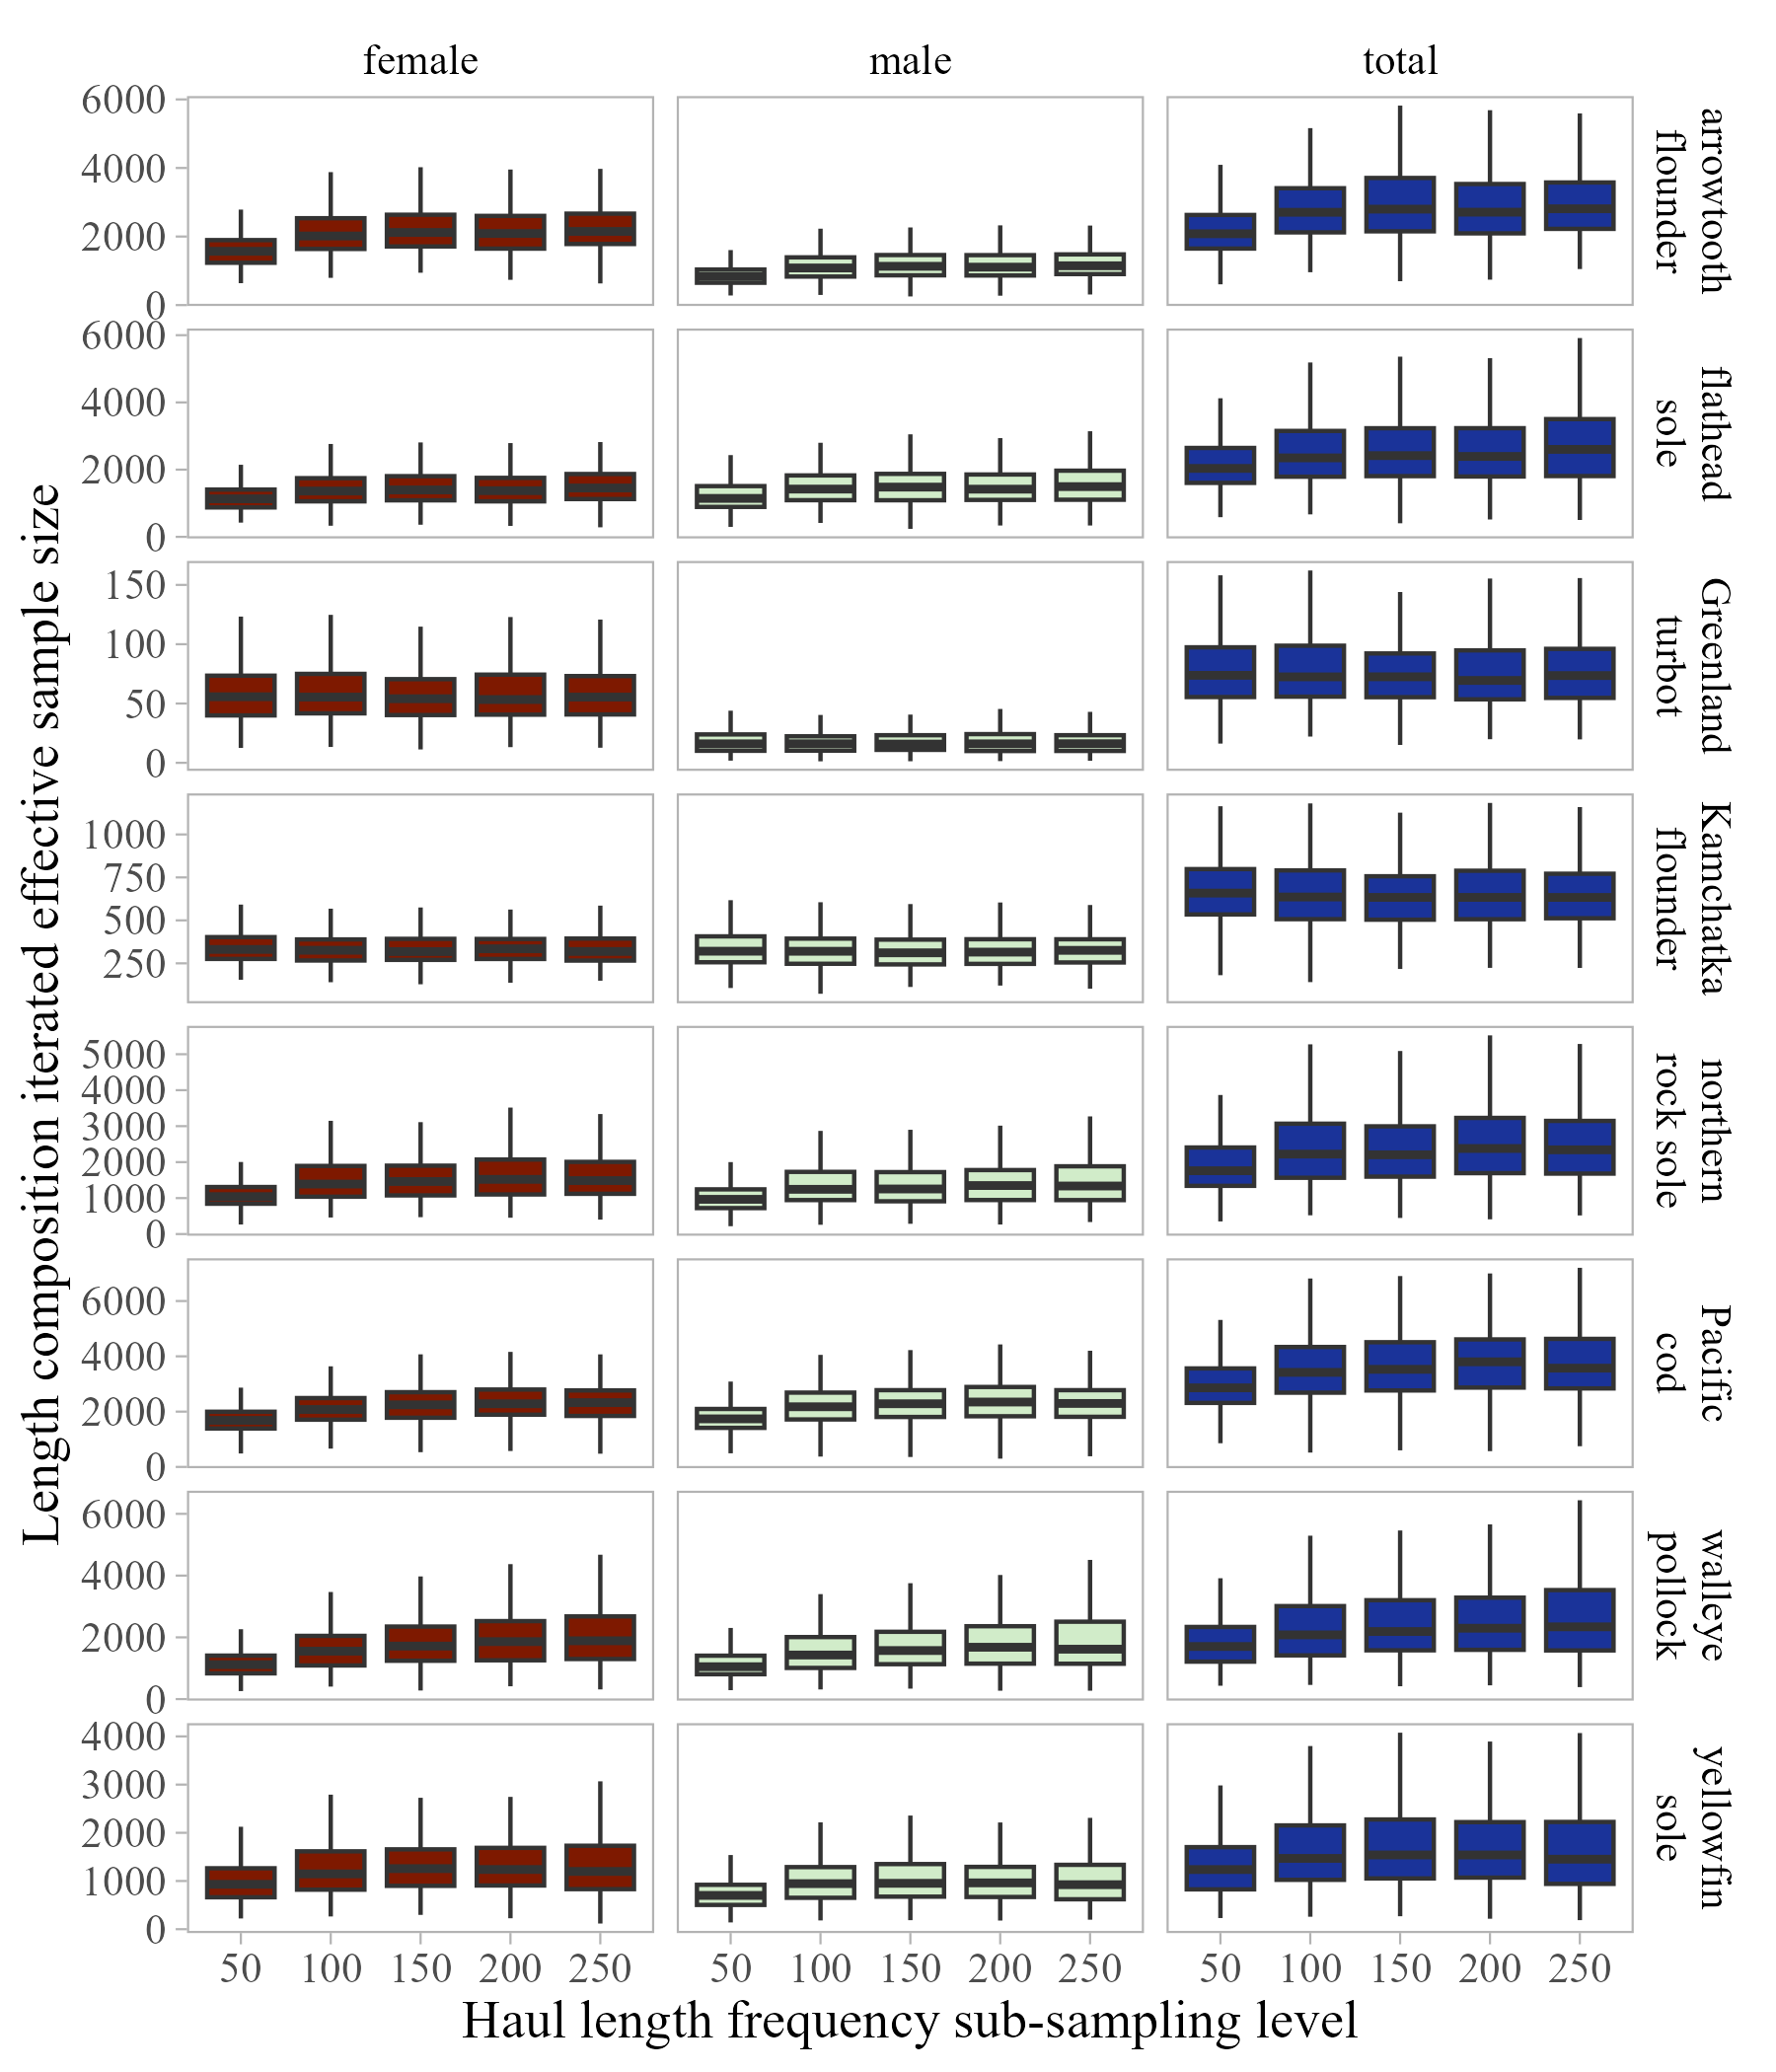 female male total
6000
4000
2000
0
arrowtooth
flounder
6000
4000
2000
0
flathead
sole
150
100
50
0
Greenland
turbot
1000
750
500
250
Kamchatka
flounder
5000
4000
3000
2000
1000
0
northern
rock sole
6000
4000
2000
0
Pacific
cod
6000
4000
2000
0
walleye
pollock
4000
3000
2000
1000
0
yellowfin
sole
50 100 150 200 250 50 100 150 200 250 50 100 150 200 250
Haul length frequency sub-sampling level
Length composition iterated effective sample size